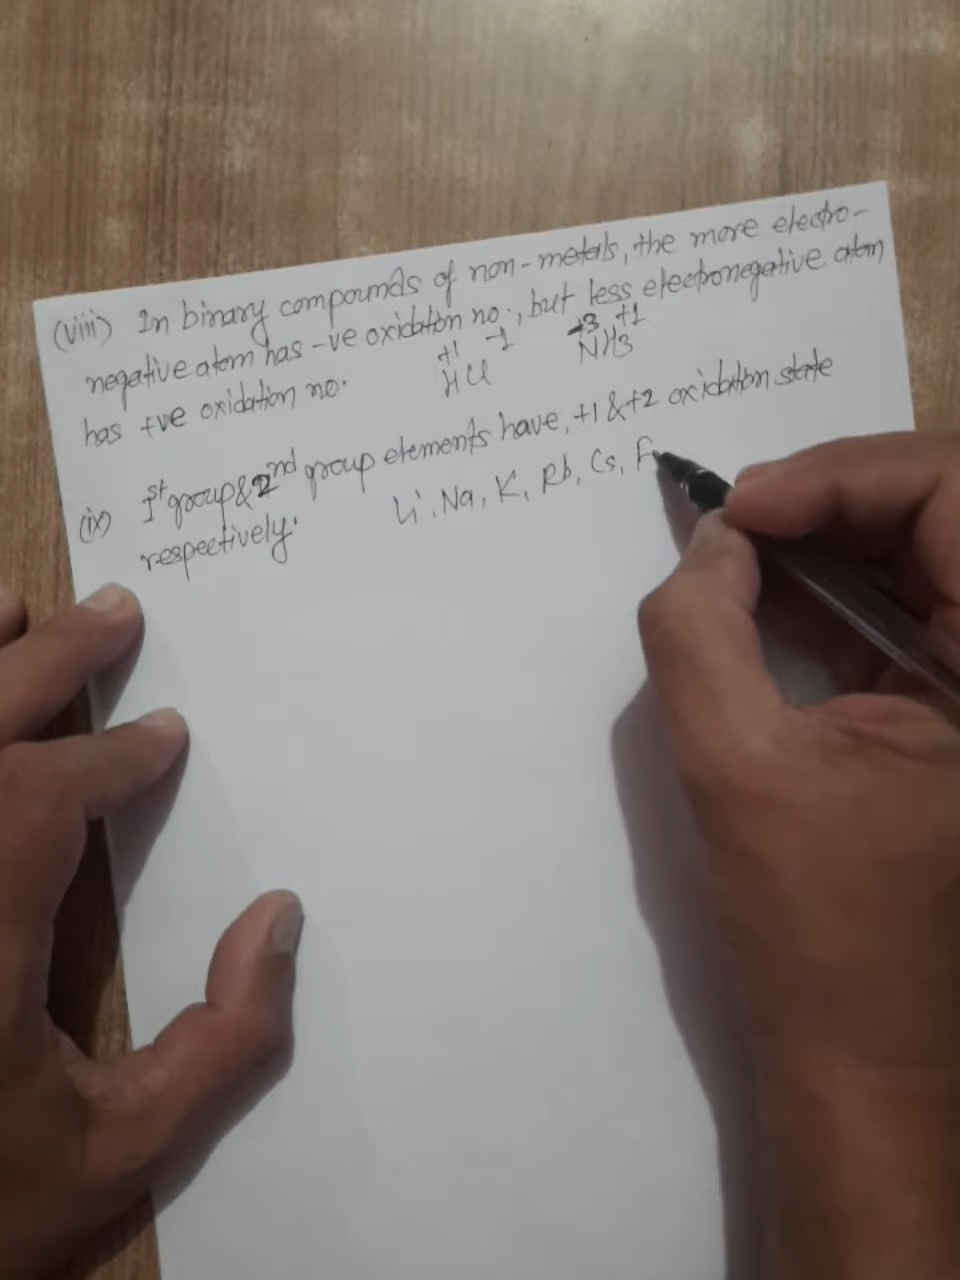 (viii) In binary compounds of non-metals, the more electro-
negative atom has -ve oxidation no., but less electronegative atom
has +ve oxidation no.
+1 -1 +3 +1
HCl NH3
(ix) Ist group & 2nd group elements have, +1 & +2 oxidation state
respectively.
Li, Na, K, Rb, Cs, F